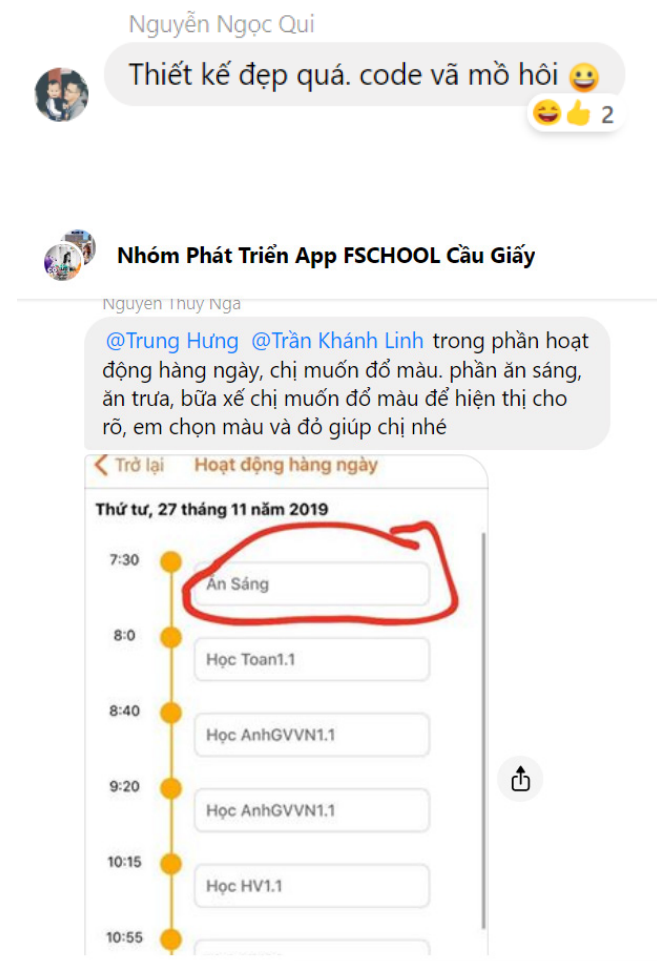 Nguyễn Ngọc Qui
Thiết kế đẹp quá. code vã mồ hôi 😀
2
Nhóm Phát Triển App FSCHOOL Cầu Giấy
Nguyễn Thúy Nga
@Trung Hưng @Trần Khánh Linh trong phần hoạt
động hàng ngày, chị muốn đổ màu. phần ăn sáng,
ăn trưa, bữa xế chị muốn đổ màu để hiện thị cho
rõ, em chọn màu và đỏ giúp chị nhé
Trở lại Hoạt động hàng ngày
Thứ tư, 27 tháng 11 năm 2019
7:30
Ăn Sáng
8:0
Học Toan1.1
8:40
Học AnhGVVN1.1
9:20
Học AnhGVVN1.1
10:15
Học HV1.1
10:55